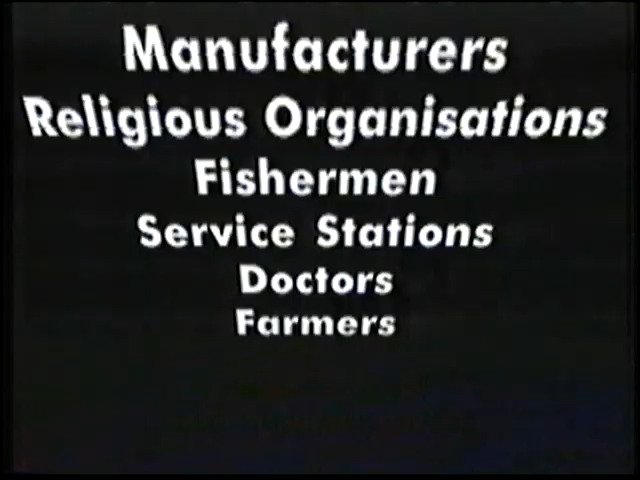 Manufacturers
Religious Organisations
Fishermen
Service Stations
Doctors
Farmers